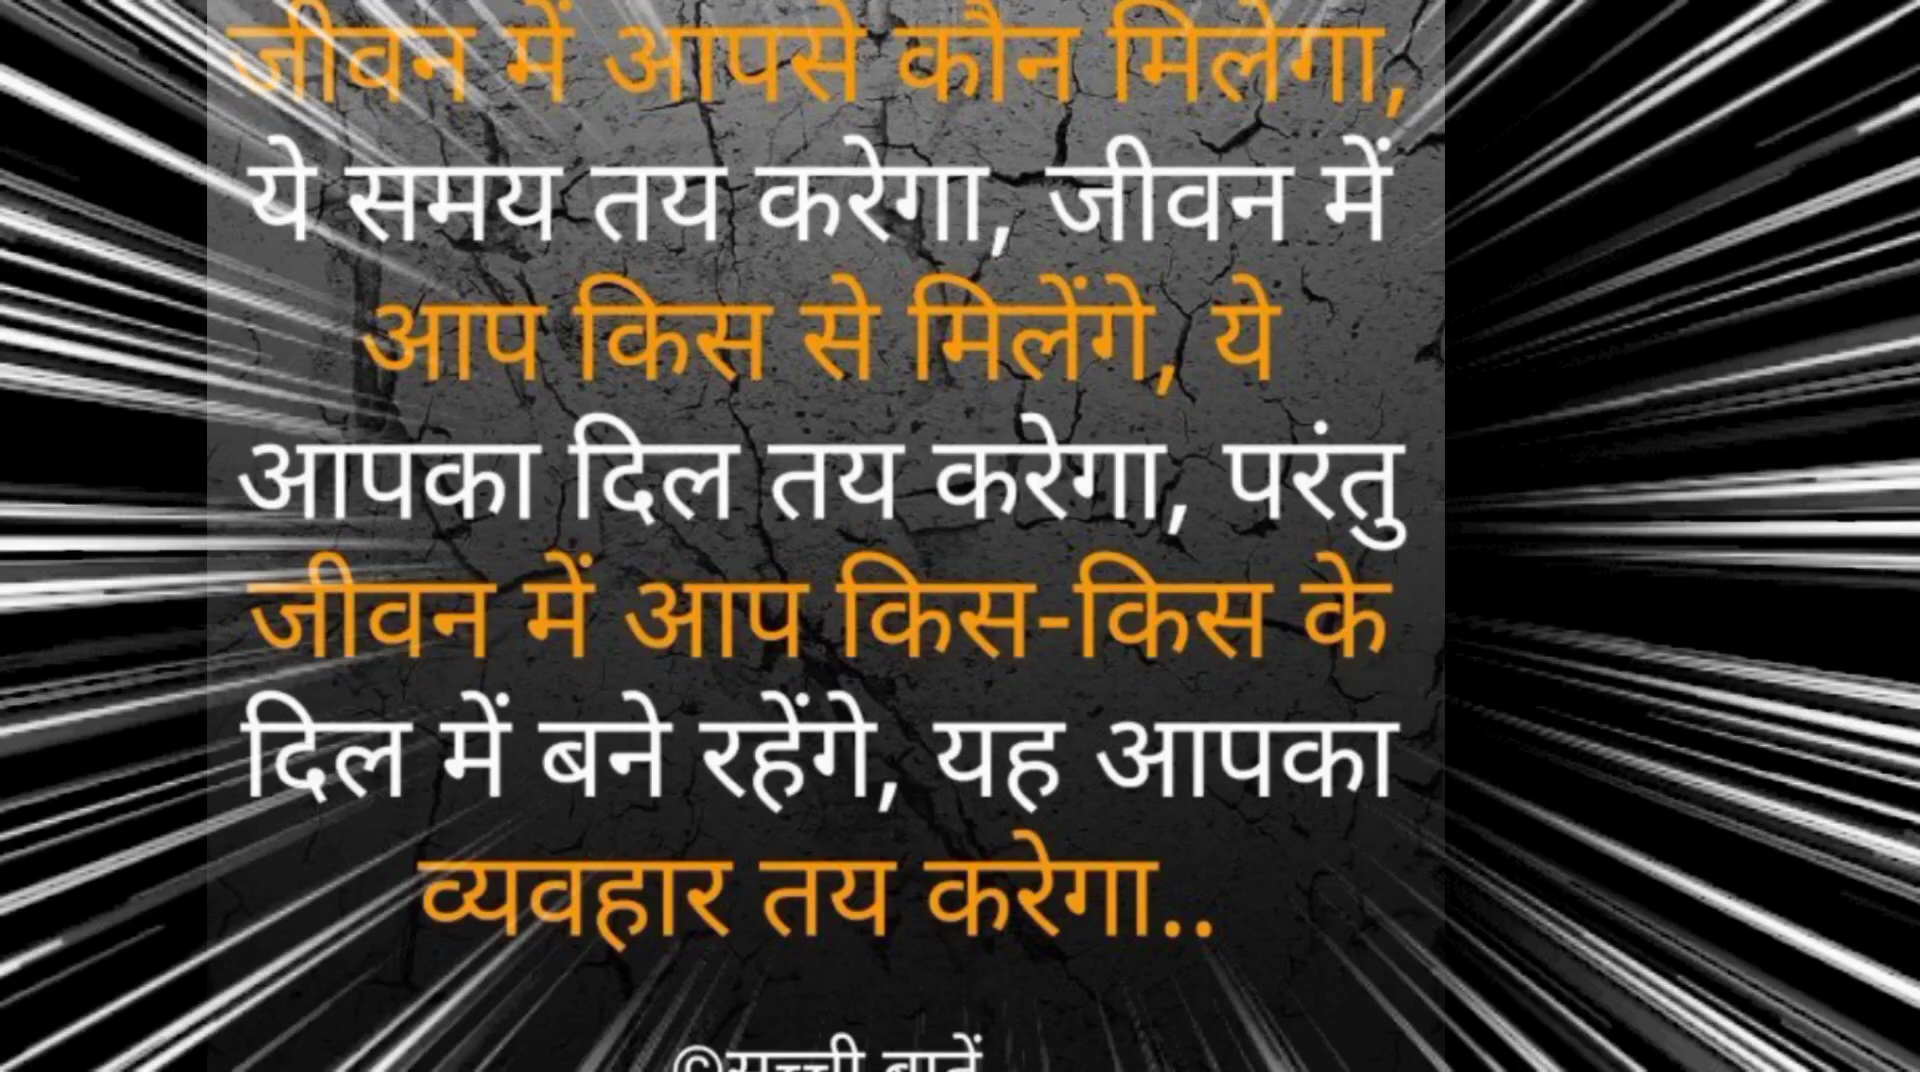 जीवन में आपसे कौन मिलेगा,
ये समय तय करेगा, जीवन में
आप किस से मिलेंगे, ये
आपका दिल तय करेगा, परंतु
जीवन में आप किस-किस के
दिल में बने रहेंगे, यह आपका
व्यवहार तय करेगा..
©सच्ची बातें